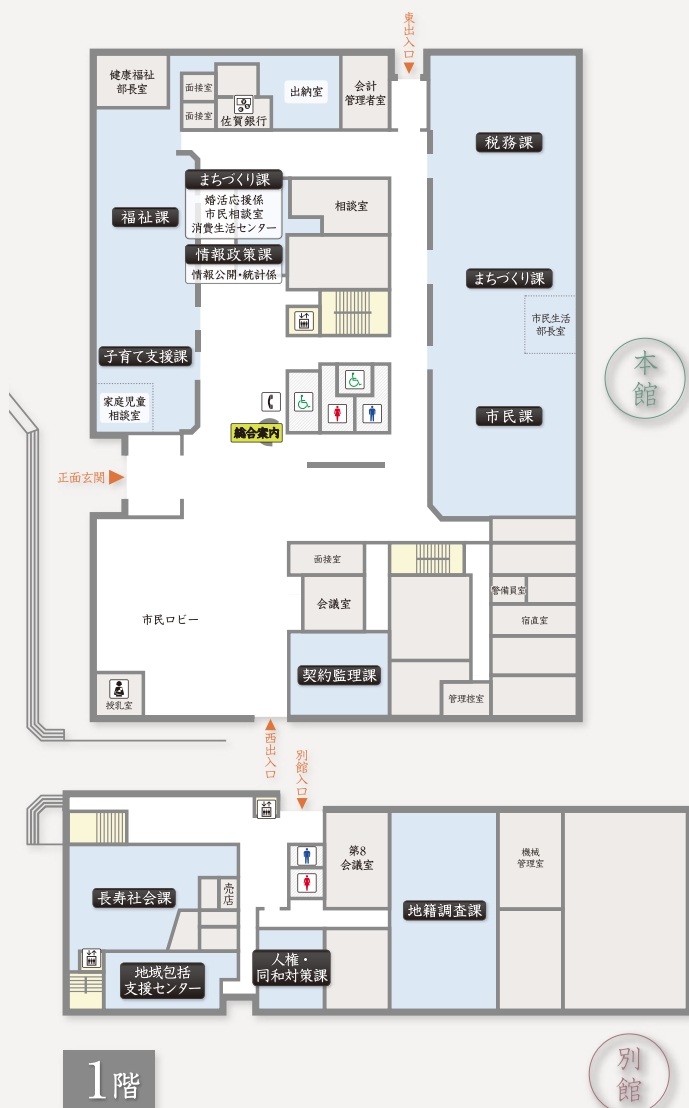 東出入口
健康福祉
部長室
面接室
面接室
佐賀銀行
出納室
会計
管理者室
税務課
まちづくり課
婚活応援係
市民相談室
消費生活センター
情報政策課
情報公開・統計係
相談室
福祉課
まちづくり課
市民生活
部長室
子育て支援課
家庭児童
相談室
総合案内
市民課
本館
正面玄関
市民ロビー
面接室
会議室
契約監理課
警備員室
宿直室
管理控室
授乳室
西出入口
別館入口
第8
会議室
機械
管理室
長寿社会課
売店
地籍調査課
地域包括
支援センター
人権・
同和対策課
1階
別館